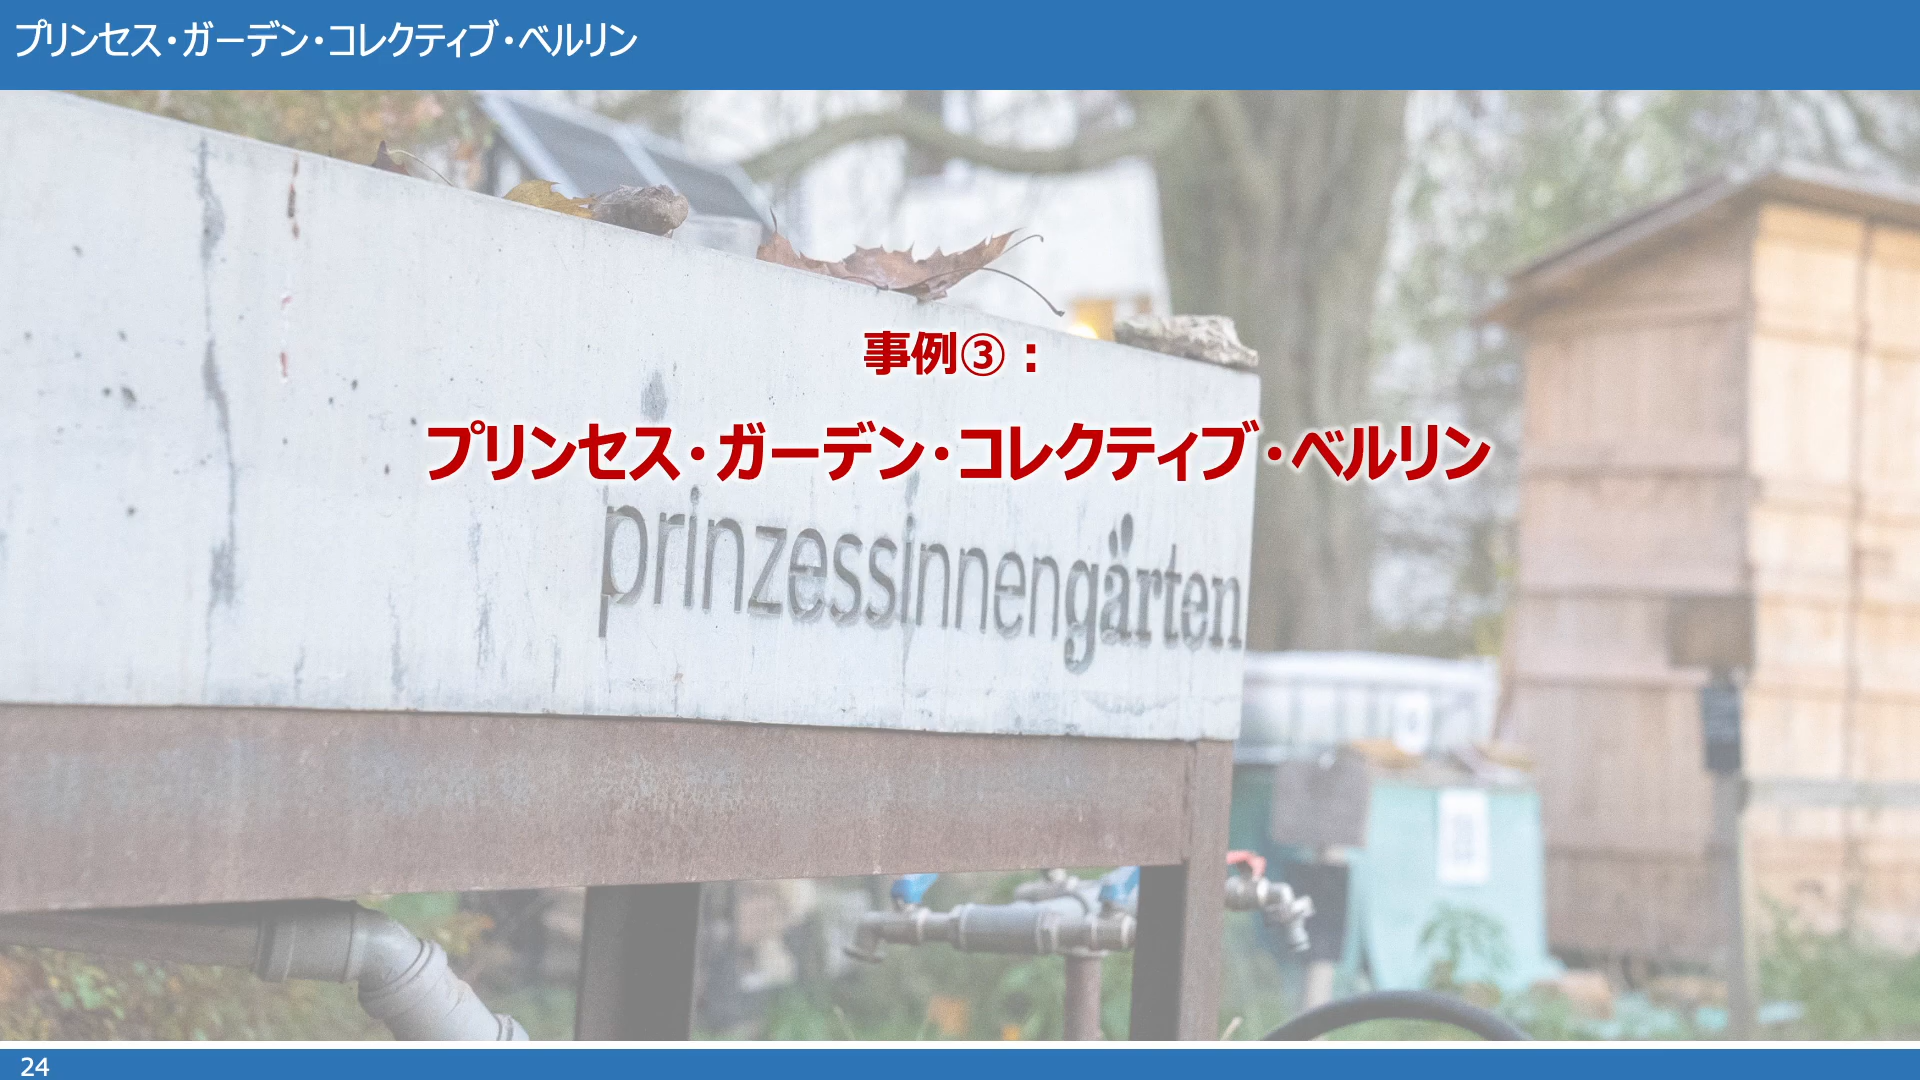 プリンセス・ガーデン・コレクティブ・ベルリン
事例③：
プリンセス・ガーデン・コレクティブ・ベルリン
prinzessinnengärten
24